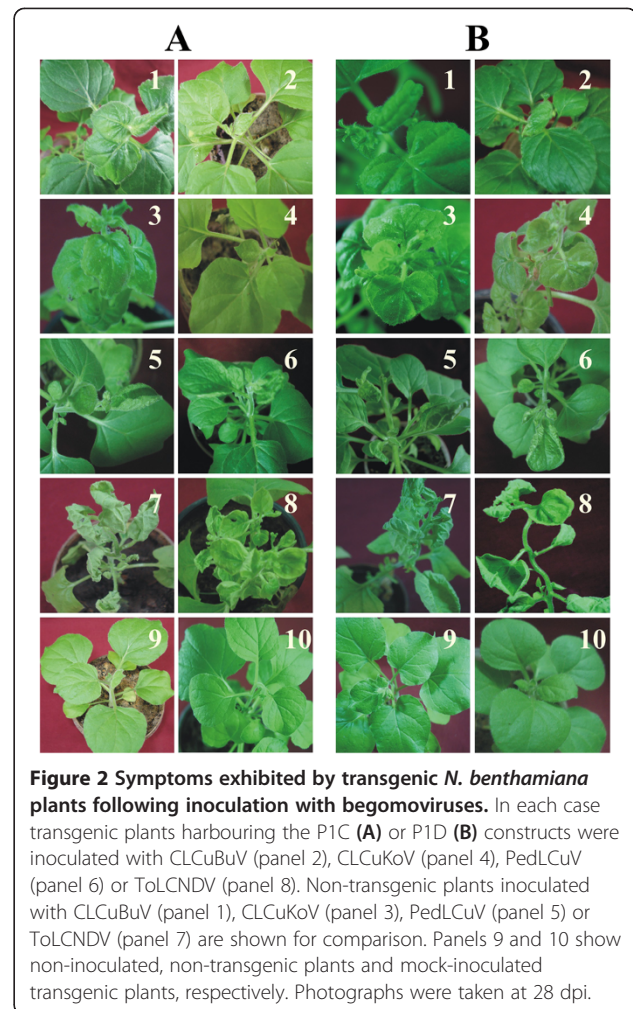 A B
1 2 1 2
3 4 3 4
5 6 5 6
7 8 7 8
9 10 9 10
Figure 2 Symptoms exhibited by transgenic N. benthamiana
plants following inoculation with begomoviruses. In each case
transgenic plants harbouring the P1C (A) or P1D (B) constructs were
inoculated with CLCuBuV (panel 2), CLCuKoV (panel 4), PedLCuV
(panel 6) or ToLCNDV (panel 8). Non-transgenic plants inoculated
with CLCuBuV (panel 1), CLCuKoV (panel 3), PedLCuV (panel 5) or
ToLCNDV (panel 7) are shown for comparison. Panels 9 and 10 show
non-inoculated, non-transgenic plants and mock-inoculated
transgenic plants, respectively. Photographs were taken at 28 dpi.